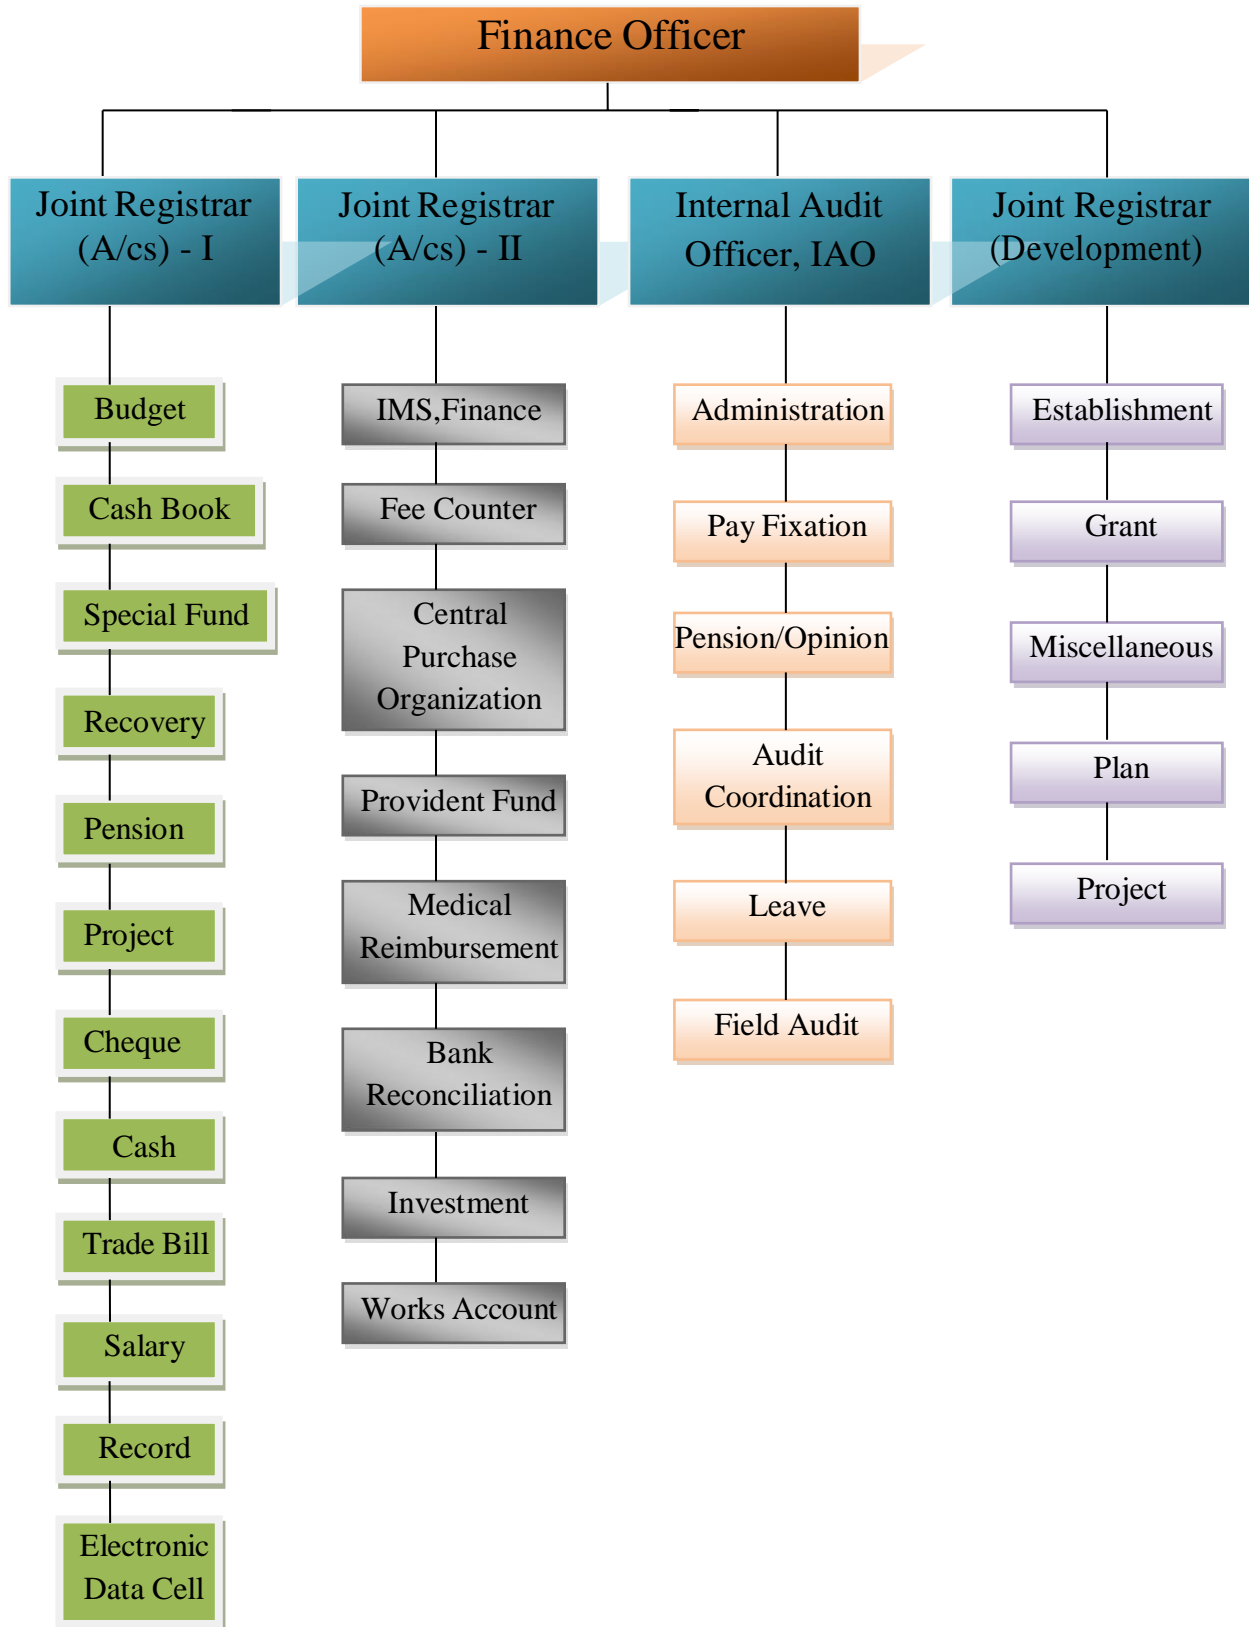 Finance Officer
Joint Registrar
(A/cs) - I
Joint Registrar
(A/cs) - II
Internal Audit
Officer, IAO
Joint Registrar
(Development)
Budget
Cash Book
Special Fund
Recovery
Pension
Project
Cheque
Cash
Trade Bill
Salary
Record
Electronic
Data Cell
IMS,Finance
Fee Counter
Central
Purchase
Organization
Provident Fund
Medical
Reimbursement
Bank
Reconciliation
Investment
Works Account
Administration
Pay Fixation
Pension/Opinion
Audit
Coordination
Leave
Field Audit
Establishment
Grant
Miscellaneous
Plan
Project